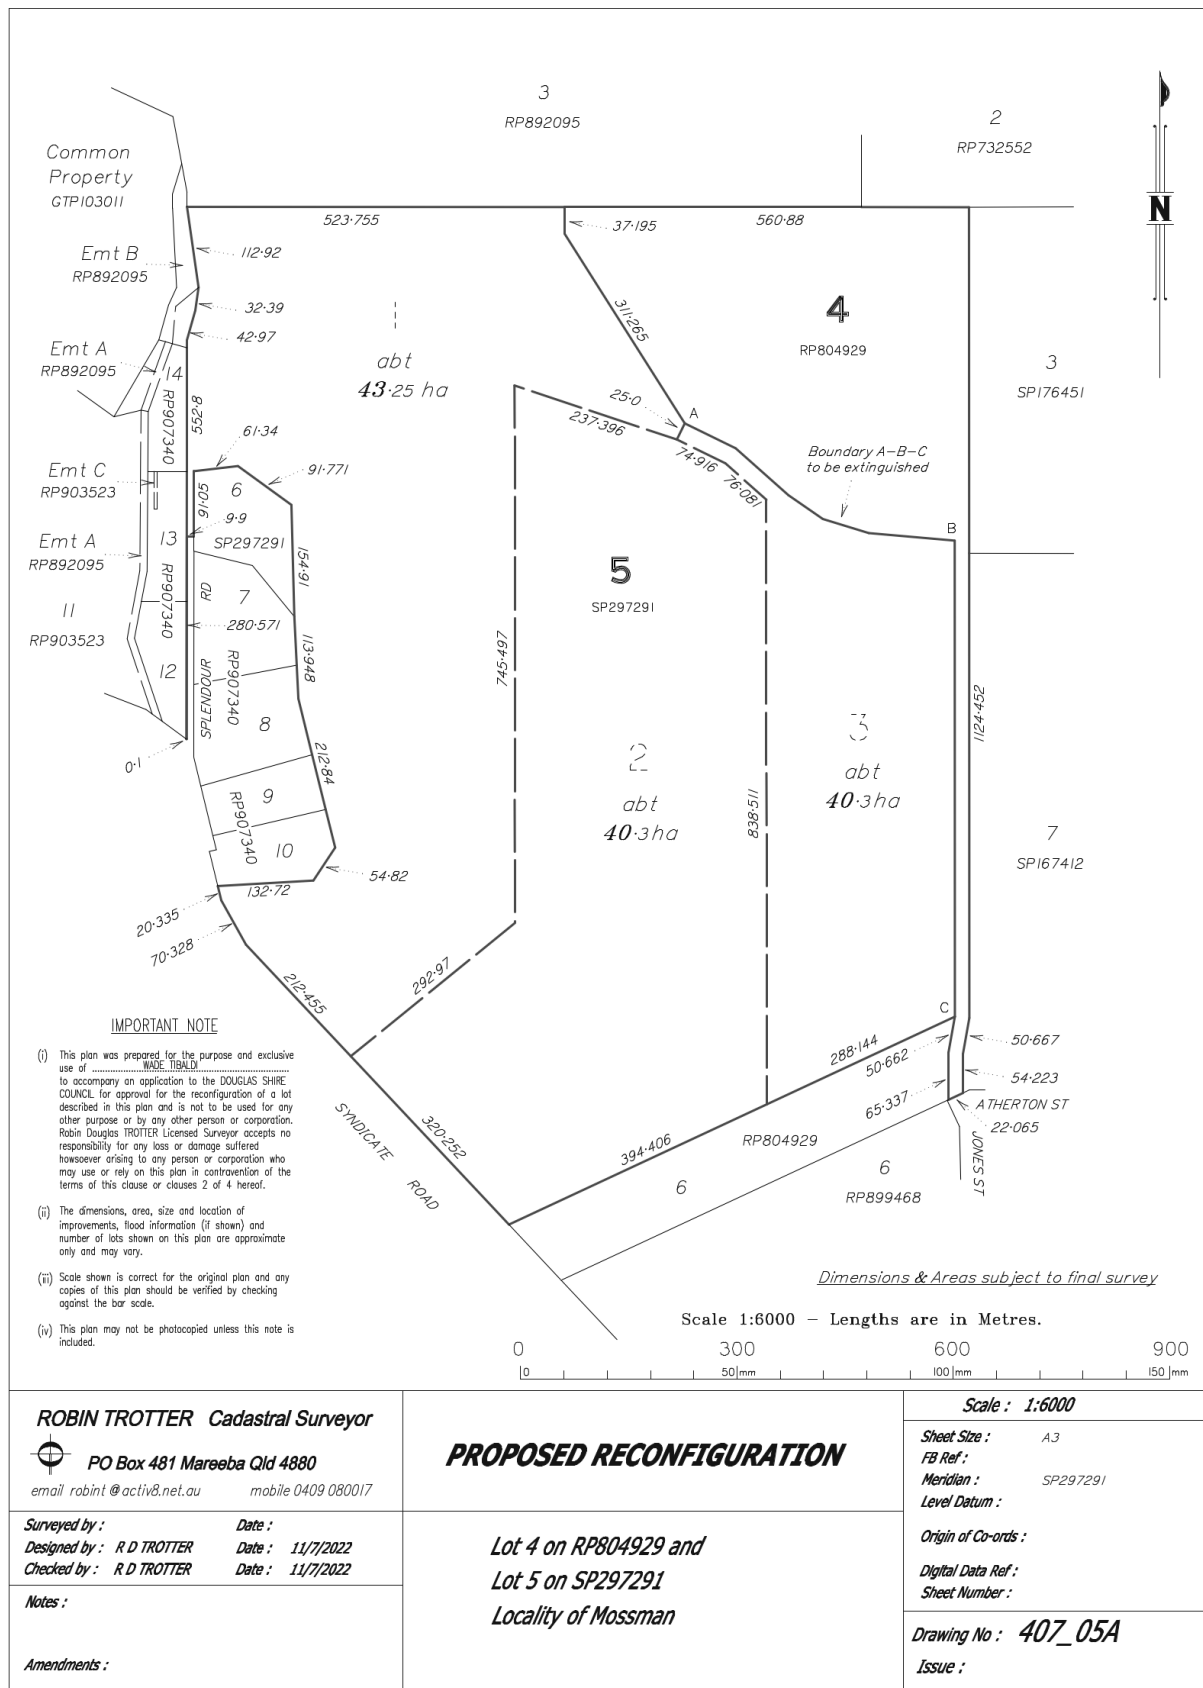 3
RP892095
2
RP732552
Common
Property
GTP103011
N
523·755
37·195
560·88
Emt B
RP892095
112·92
32·39
42·97
311·265
4
RP804929
1
abt
43·25 ha
Emt A
RP892095
14
RP907340
552·8
3
SP176451
25·0
A
237·396
74·916
76·081
Boundary A-B-C
to be extinguished
61·34
91·771
Emt C
RP903523
6
91·05
9·9
SP297291
B
Emt A
RP892095
13
RP907340
154·91
5
SP297291
RD
7
280·571
11
RP903523
12
SPLENDOUR
RP907340
113·948
745·497
1124·452
8
0·1
212·84
2
abt
40·3 ha
3
abt
40·3 ha
838·511
9
RP907340
10
7
SP167412
54·82
132·72
20·335
70·328
212·455
292·97
C
288·144
50·662
50·667
54·223
65·337
ATHERTON ST
22·065
JONES ST
SYNDICATE
ROAD
320·252
394·406
RP804929
6
6
RP899468
IMPORTANT NOTE
(i) This plan was prepared for the purpose and exclusive
use of WADE TIBALDI
to accompany an application to the DOUGLAS SHIRE
COUNCIL for approval for the reconfiguration of a lot
described in this plan and is not to be used for any
other purpose or by any other person or corporation.
Robin Douglas TROTTER Licensed Surveyor accepts no
responsibility for any loss or damage suffered
howsoever arising to any person or corporation who
may use or rely on this plan in contravention of the
terms of this clause or clauses 2 of 4 hereof.
(ii) The dimensions, area, size and location of
improvements, flood information (if shown) and
number of lots shown on this plan are approximate
only and may vary.
(iii) Scale shown is correct for the original plan and any
copies of this plan should be verified by checking
against the bar scale.
(iv) This plan may not be photocopied unless this note is
included.
Dimensions & Areas subject to final survey
Scale 1:6000 – Lengths are in Metres.
0 300 600 900
0 50mm 100mm 150mm
ROBIN TROTTER Cadastral Surveyor
PO Box 481 Mareeba Qld 4880
email robint @ activ8.net.au mobile 0409 080017
Surveyed by : Date :
Designed by : R D TROTTER Date : 11/7/2022
Checked by : R D TROTTER Date : 11/7/2022
Notes :
Amendments :
PROPOSED RECONFIGURATION
Lot 4 on RP804929 and
Lot 5 on SP297291
Locality of Mossman
Scale : 1:6000
Sheet Size : A3
FB Ref :
Meridian : SP297291
Level Datum :
Origin of Co-ords :
Digital Data Ref :
Sheet Number :
Drawing No : 407_05A
Issue :